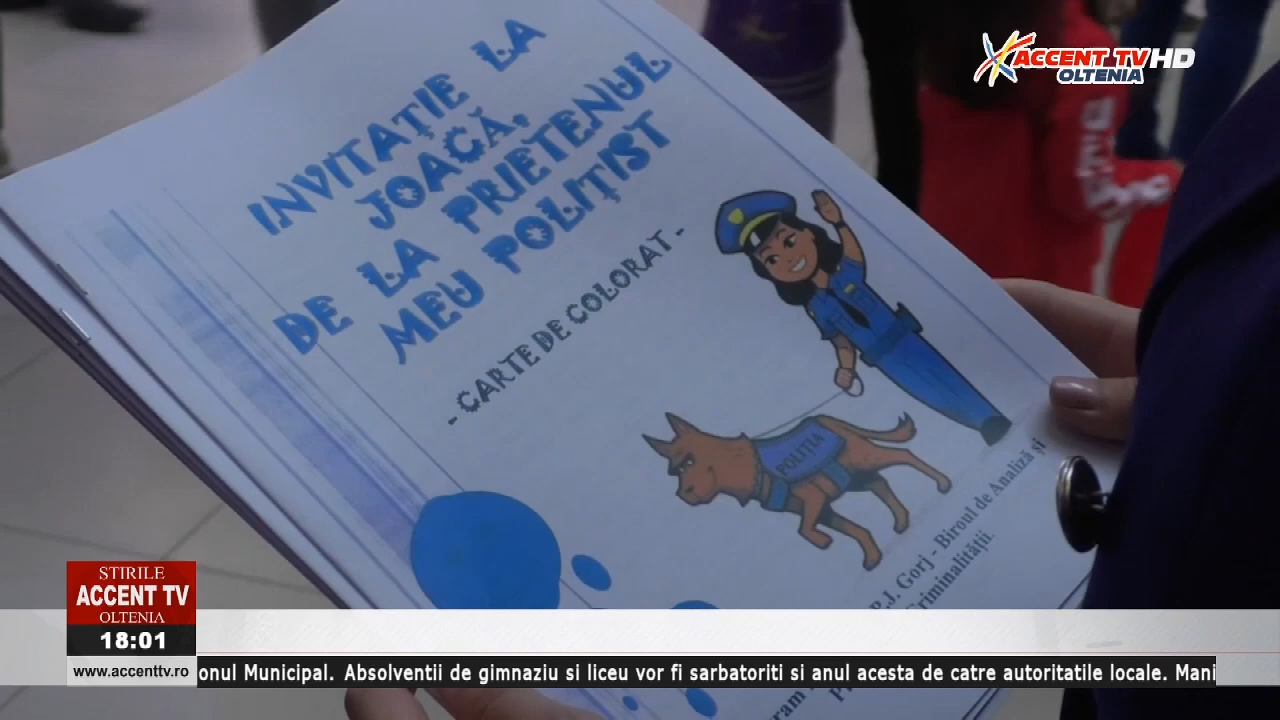 ACCENT TV HD
OLTENIA
INVITAȚIE LA
JOACĂ,
DE LA PRIETENUL
MEU POLIȚIST
- CARTE DE COLORAT -
POLITIA
Gorj - Biroul de Analiză și
Criminalității.
STIRILE
ACCENT TV
OLTENIA
18:01
www.accenttv.ro
onul Municipal. Absolventii de gimnaziu si liceu vor fi sarbatoriti si anul acesta de catre autoritatile locale. Mani